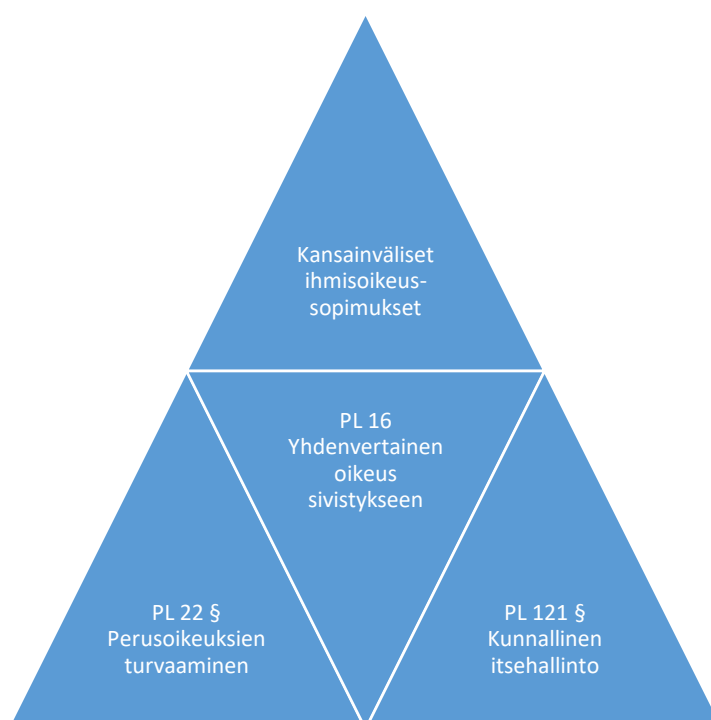 Kansainväliset
ihmisoikeus-
sopimukset
PL 16
Yhdenvertainen
oikeus
sivistykseen
PL 22 §
Perusoikeuksien
turvaaminen
PL 121 §
Kunnallinen
itsehallinto